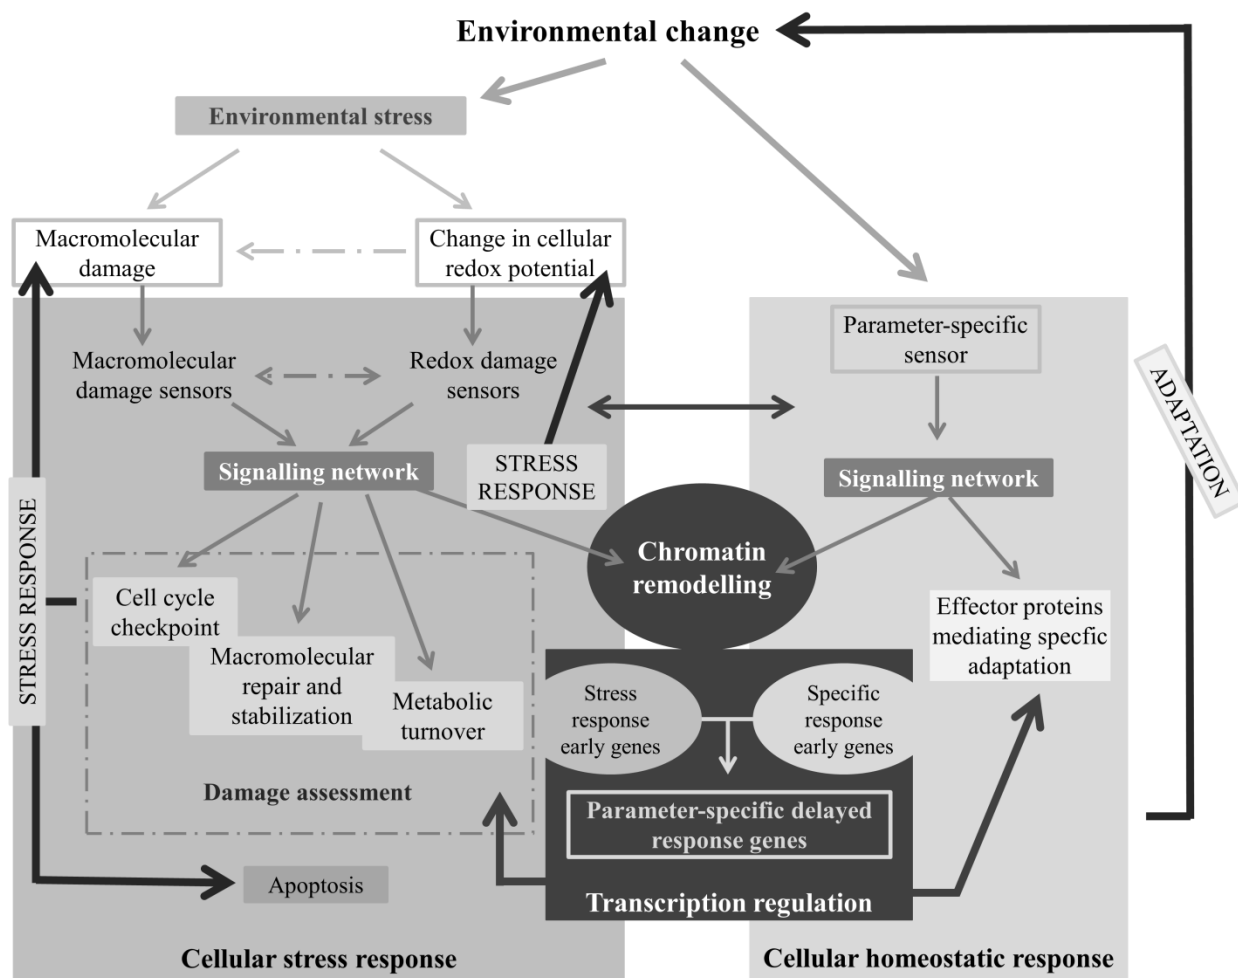 Environmental change
Environmental stress
Macromolecular
damage
Change in cellular
redox potential
Macromolecular
damage sensors
Redox damage
sensors
Parameter-specific
sensor
ADAPTATION
Signalling network
STRESS
RESPONSE
Signalling network
STRESS RESPONSE
Chromatin
remodelling
Cell cycle
checkpoint
Macromolecular
repair and
stabilization
Metabolic
turnover
Effector proteins
mediating specfic
adaptation
Stress
response
early genes
Specific
response
early genes
Damage assessment
Parameter-specific delayed
response genes
Apoptosis
Transcription regulation
Cellular stress response
Cellular homeostatic response